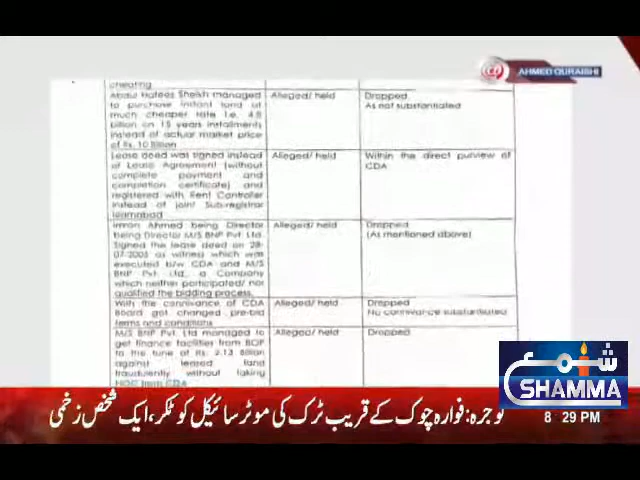 AHMED QURAISHI
cheating
Abdul Hafees Sheikh managed Alleged/ held Dropped.
to purchase instant land at As not substantiated
much cheaper rate i.e. 4.8
billion on 15 years installments
instead of actual market price
of Rs. 10 Billion
Lease deed was signed instead Alleged/ held Within the direct purview of
of Lease Agreement (without CDA
complete payment and
completion certificate) and
registered with Rent Controller
instead of joint Sub-registrar
Islamabad
Ahmed being Director Alleged/ held Dropped
being Director M/S BNP Pvt. Ltd. (As mentioned above)
Signed the lease deed on 28-
07-2005 as witness which was
executed b/w CDA and M/S
BNP Pvt. Ltd., a Company
which neither participated/ nor
qualified the bidding process.
With the connivance of CDA Alleged/ held Dropped
Board got changed pre-bid No connivance substantiated
terms and conditions
M/S BNP Pvt. Ltd managed to Alleged/ held Dropped
get finance facilities from BOP
to the tune of Rs. 2.13 Billion
against leased land
fraudulently without taking
NOC from CDA
شمع
SHAMMA
8:29 PM
گوجرہ: فوارہ چوک کے قریب ٹرک کی موٹر سائیکل کو ٹکر، ایک شخص زخمی